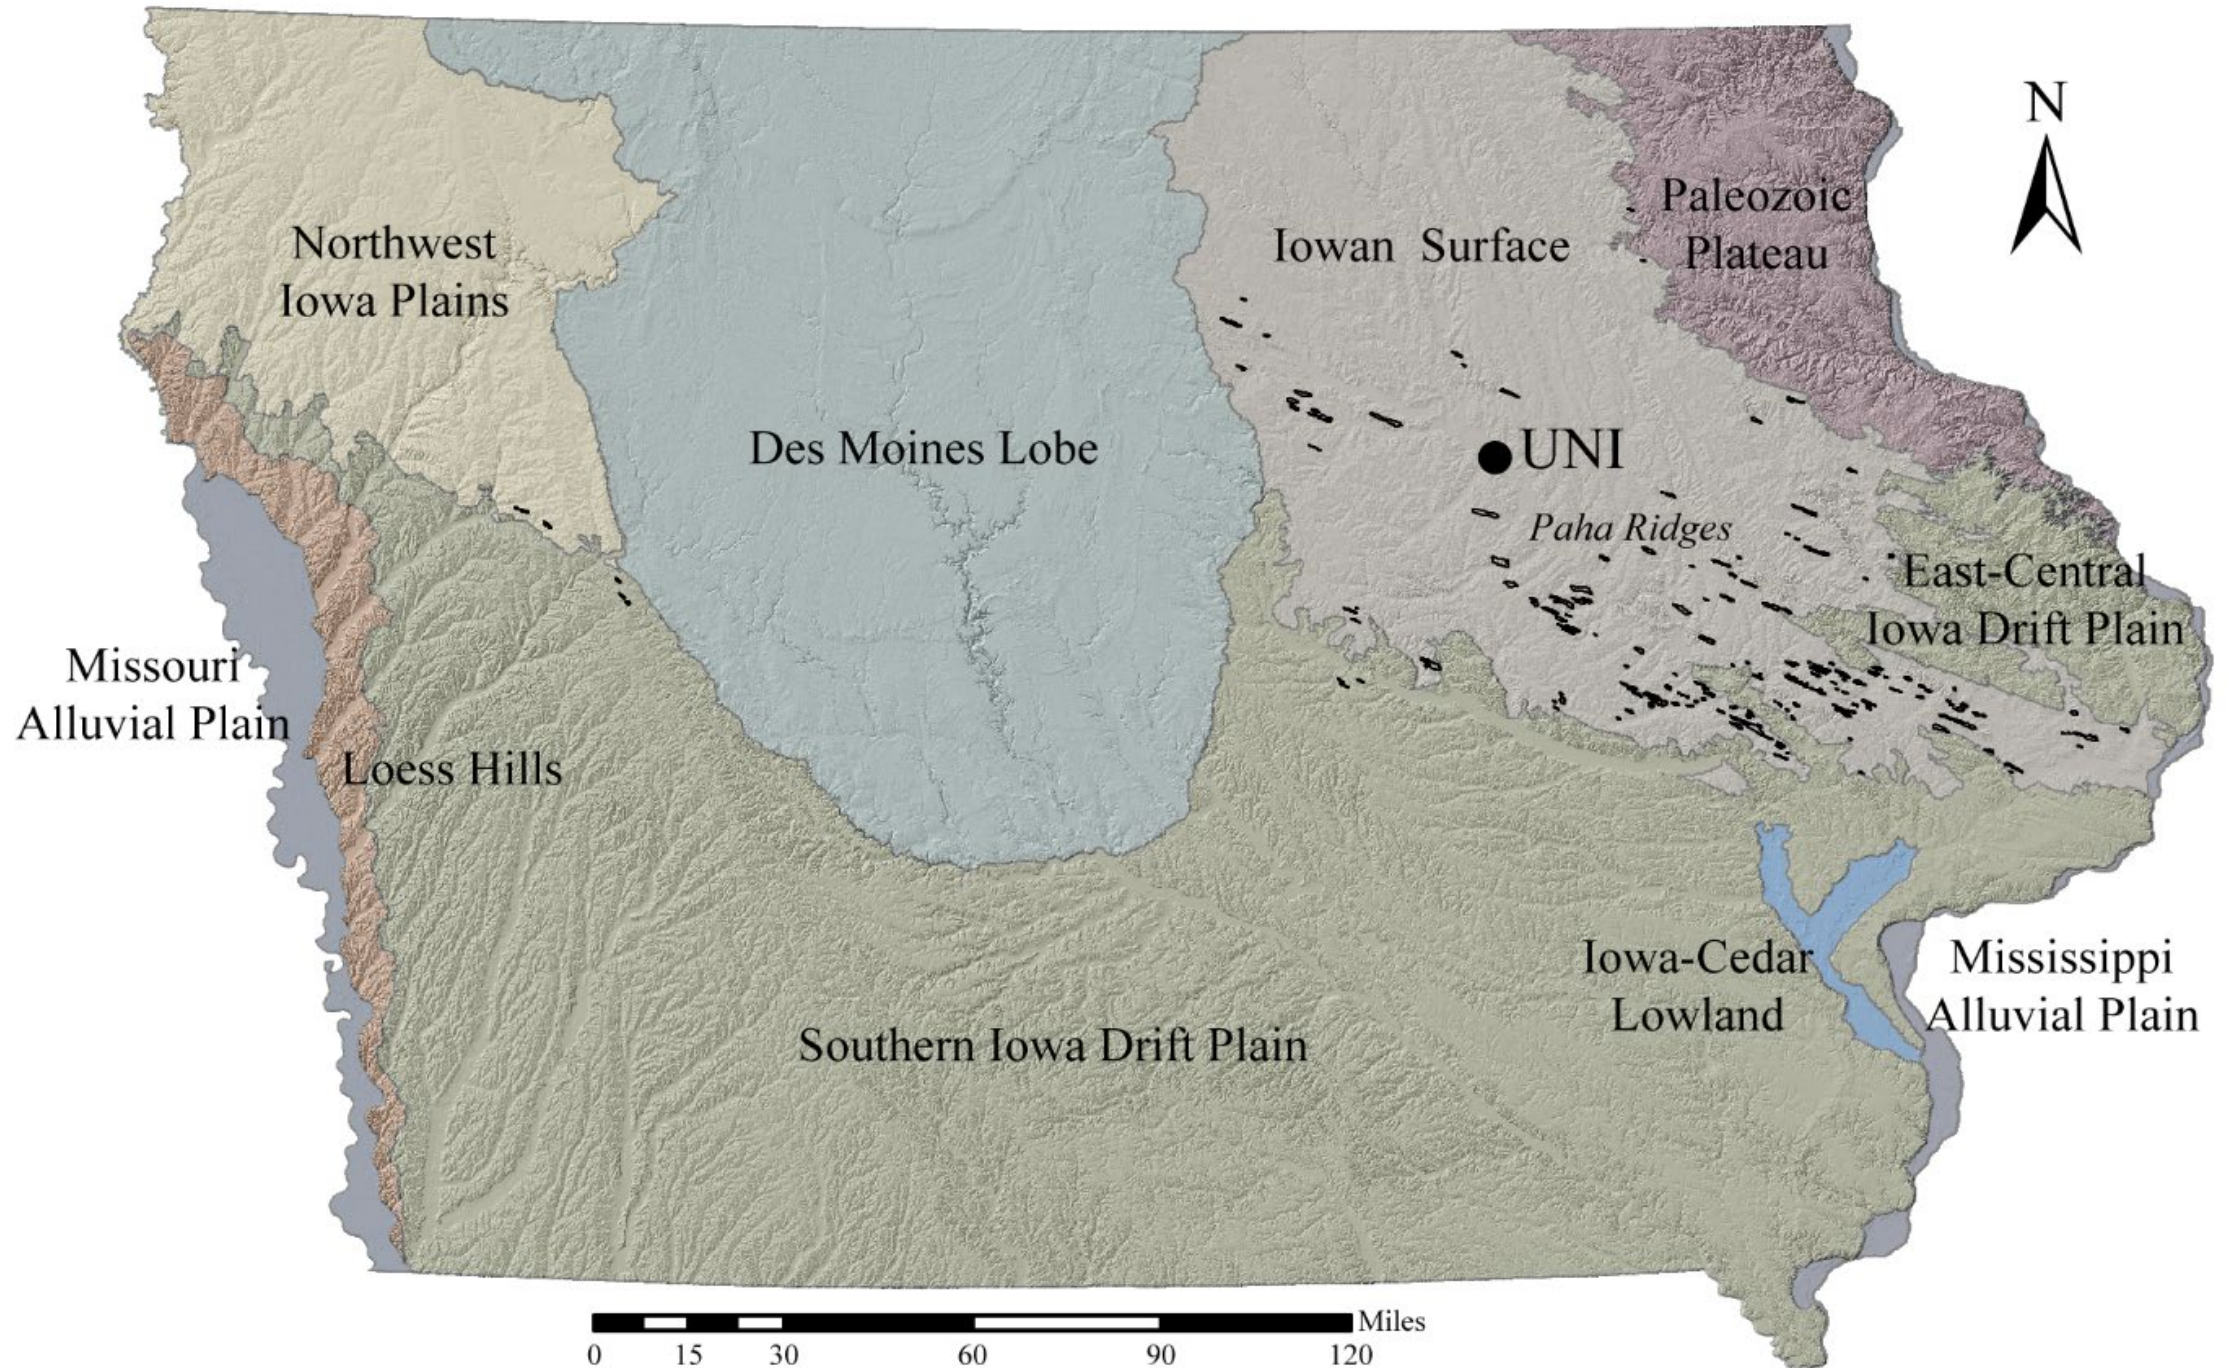 N
Paleozoic
Plateau
Northwest
Iowa Plains
Iowan Surface
Des Moines Lobe
UNI
Paha Ridges
East-Central
Iowa Drift Plain
Missouri
Alluvial Plain
Loess Hills
Iowa-Cedar
Lowland
Mississippi
Alluvial Plain
Southern Iowa Drift Plain
Miles
0 15 30 60 90 120